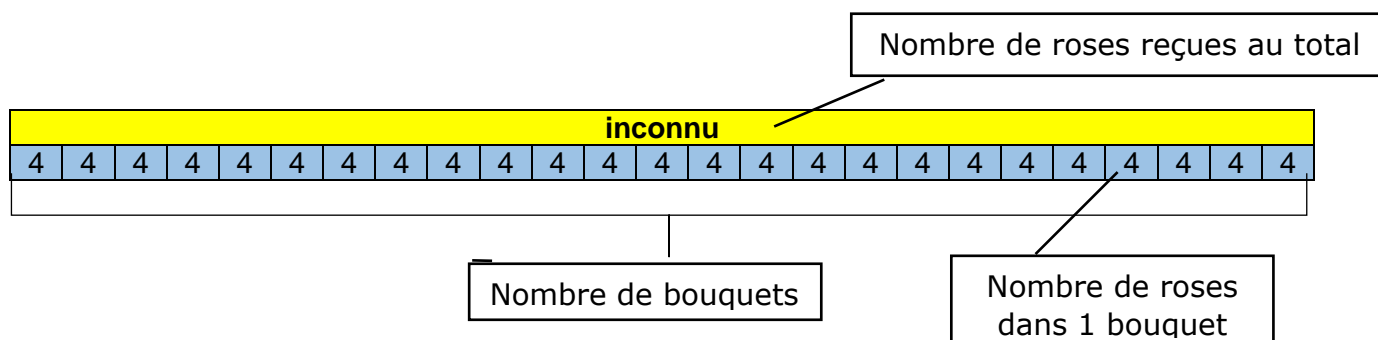 Nombre de roses reçues au total
inconnu
4 4 4 4 4 4 4 4 4 4 4 4 4 4 4 4 4 4 4 4 4 4 4 4 4
Nombre de bouquets
Nombre de roses
dans 1 bouquet